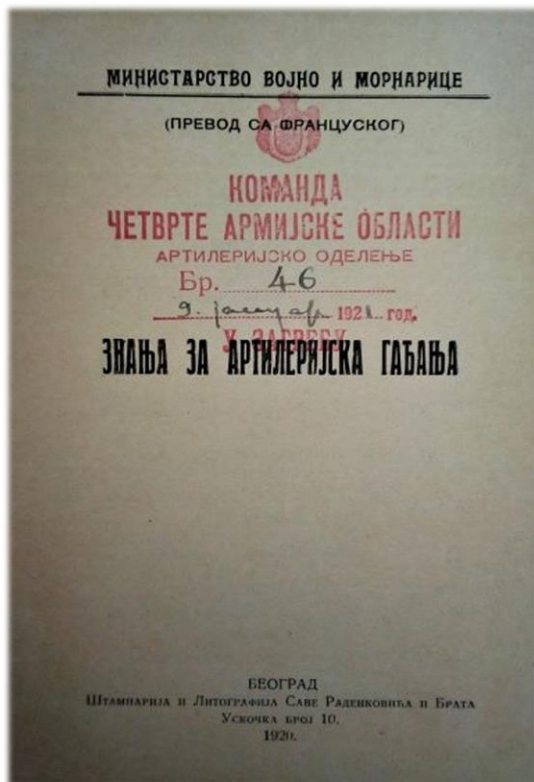 МИНИСТАРСТВО ВОЈНО И МОРНАРИЦЕ
(ПРЕВОД СА ФРАНЦУСКОГ)
КОМАНДА
ЧЕТВРТЕ АРМИЈСКЕ ОБЛАСТИ
АРТИЛЕРИЈСКО ОДЕЛЕЊЕ
Бр. 46
9. јануар 1921 год.
У ЗАГРЕБУ
ЗНАЊА ЗА АРТИЛЕРИЈСКА ГАЂАЊА
БЕОГРАД
Штампарија и Литографија Саве Раденковића и Брата
Ускочка број 10.
1920.